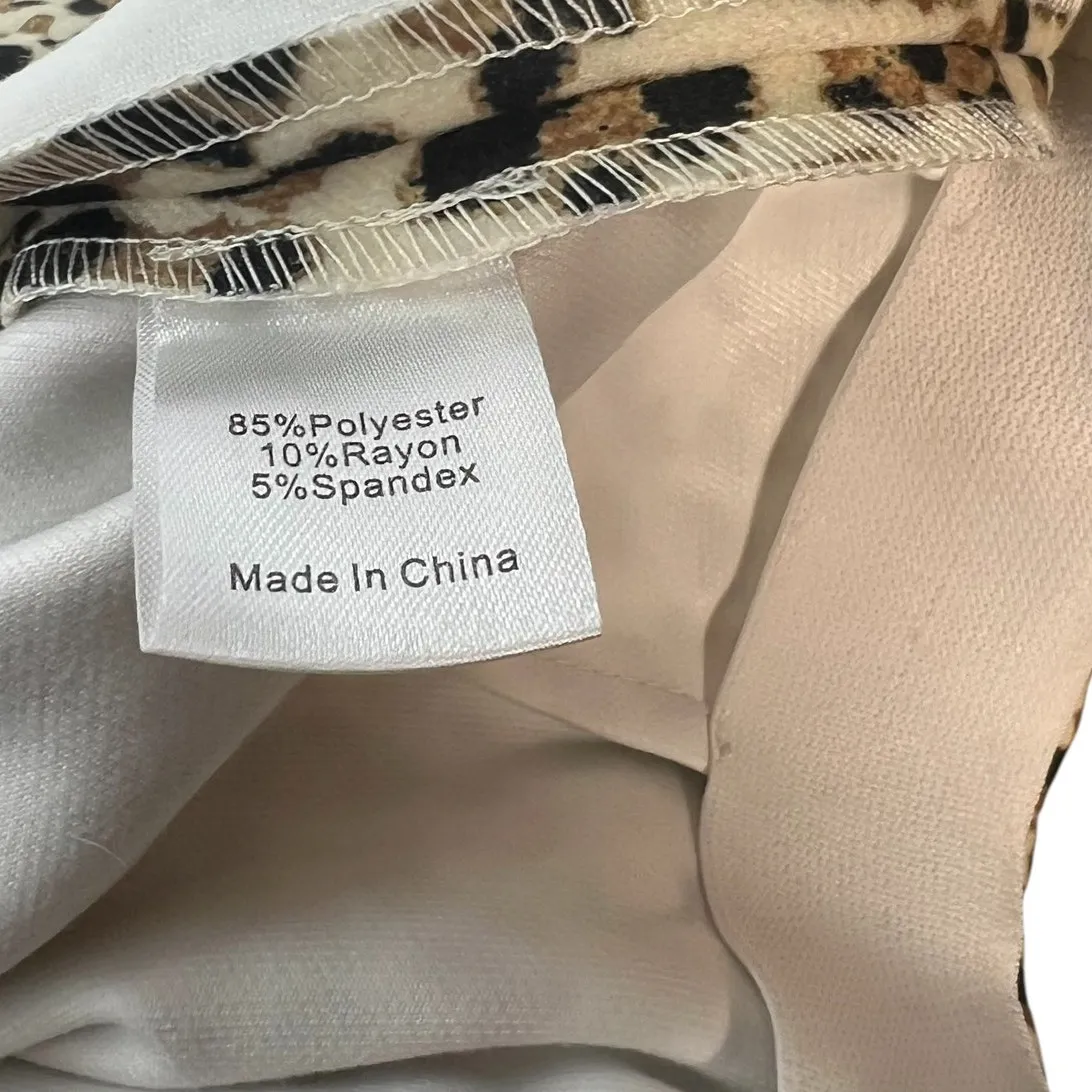 85%Polyester
10%Rayon
5%Spandex
Made In China